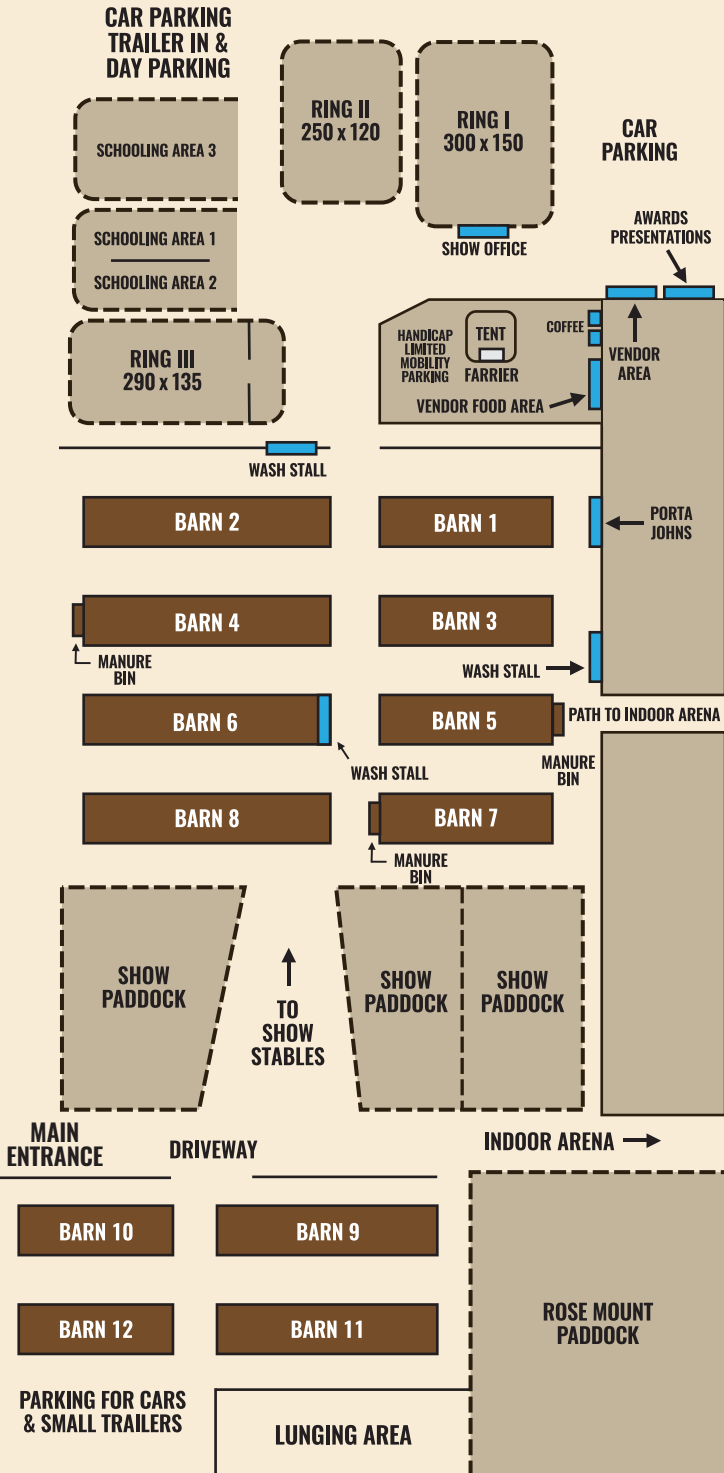 CAR PARKING
TRAILER IN &
DAY PARKING
RING II
250 x 120
RING I
300 x 150
CAR
PARKING
SCHOOLING AREA 3
SCHOOLING AREA 1
SCHOOLING AREA 2
SHOW OFFICE
AWARDS
PRESENTATIONS
RING III
290 x 135
HANDICAP
LIMITED
MOBILITY
PARKING
TENT
FARRIER
COFFEE
VENDOR
AREA
VENDOR FOOD AREA
WASH STALL
BARN 2
BARN 1
PORTA
JOHNS
BARN 4
BARN 3
MANURE
BIN
WASH STALL
BARN 6
BARN 5
PATH TO INDOOR ARENA
WASH STALL
MANURE
BIN
BARN 8
BARN 7
MANURE
BIN
SHOW
PADDOCK
TO
SHOW
STABLES
SHOW
PADDOCK
SHOW
PADDOCK
MAIN
ENTRANCE
DRIVEWAY
INDOOR ARENA
BARN 10
BARN 9
BARN 12
BARN 11
ROSE MOUNT
PADDOCK
PARKING FOR CARS
& SMALL TRAILERS
LUNGING AREA